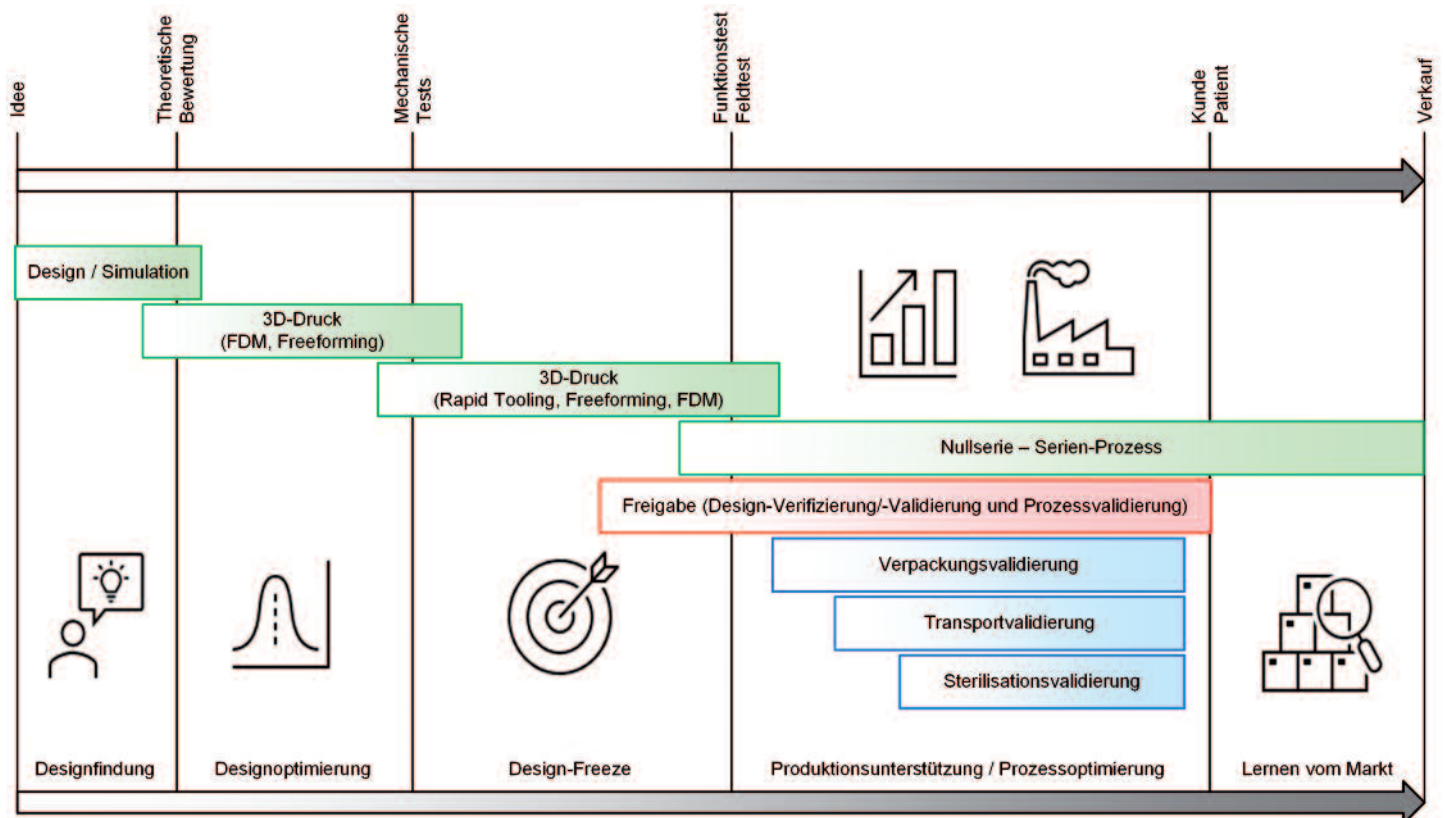 Idee
Theoretische
Bewertung
Mechanische
Tests
Funktionstest
Feldtest
Kunde
Patient
Verkauf
Design / Simulation
3D-Druck
(FDM, Freeforming)
3D-Druck
(Rapid Tooling, Freeforming, FDM)
Nullserie – Serien-Prozess
Freigabe (Design-Verifizierung/-Validierung und Prozessvalidierung)
Verpackungsvalidierung
Transportvalidierung
Sterilisationsvalidierung
Designfindung
Designoptimierung
Design-Freeze
Produktionsunterstützung / Prozessoptimierung
Lernen vom Markt